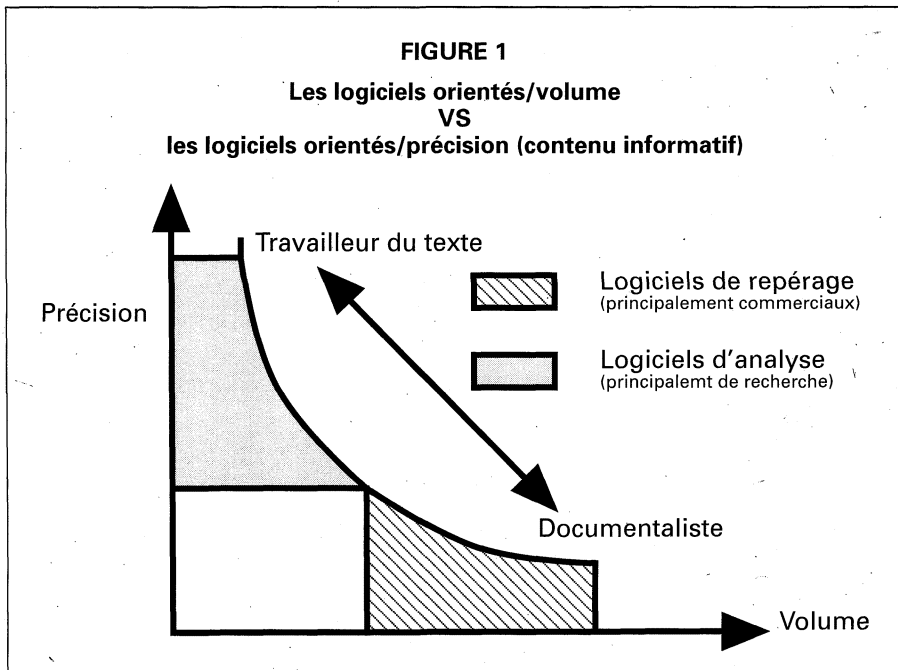 FIGURE 1
Les logiciels orientés/volume
VS
les logiciels orientés/précision (contenu informatif)
Travailleur du texte
Précision
Logiciels de repérage
(principalement commerciaux)
Logiciels d'analyse
(principalemt de recherche)
Documentaliste
Volume